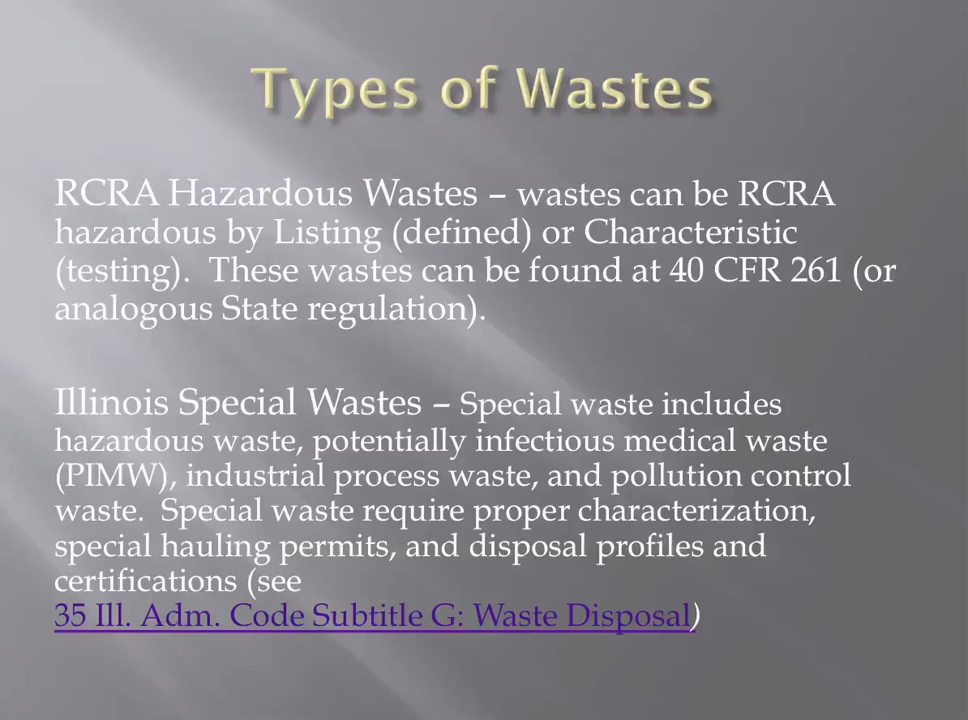 Types of Wastes
RCRA Hazardous Wastes – wastes can be RCRA
hazardous by Listing (defined) or Characteristic
(testing).  These wastes can be found at 40 CFR 261 (or
analogous State regulation).
Illinois Special Wastes – Special waste includes
hazardous waste, potentially infectious medical waste
(PIMW), industrial process waste, and pollution control
waste.  Special waste require proper characterization,
special hauling permits, and disposal profiles and
certifications (see
35 Ill. Adm. Code Subtitle G: Waste Disposal)